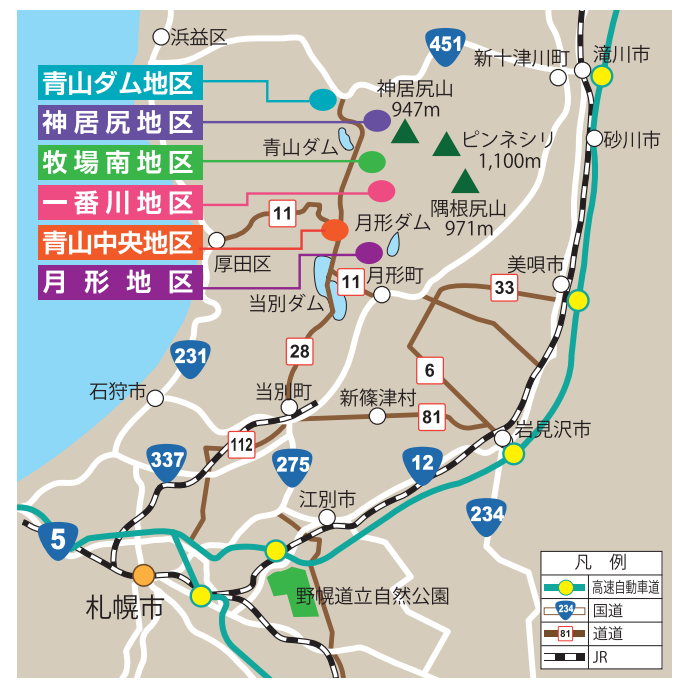 浜益区
451
新十津川町
滝川市
青山ダム地区
神居尻山
947m
神居尻地区
青山ダム
ピンネシリ
1,100m
砂川市
牧場南地区
一番川地区
隅根尻山
971m
11
月形ダム
青山中央地区
厚田区
美唄市
月形地区
11
月形町
33
当別ダム
28
231
6
石狩市
当別町
新篠津村
81
岩見沢市
112
337
275
12
江別市
234
5
野幌道立自然公園
札幌市
凡例
高速自動車道
234
国道
81
道道
JR